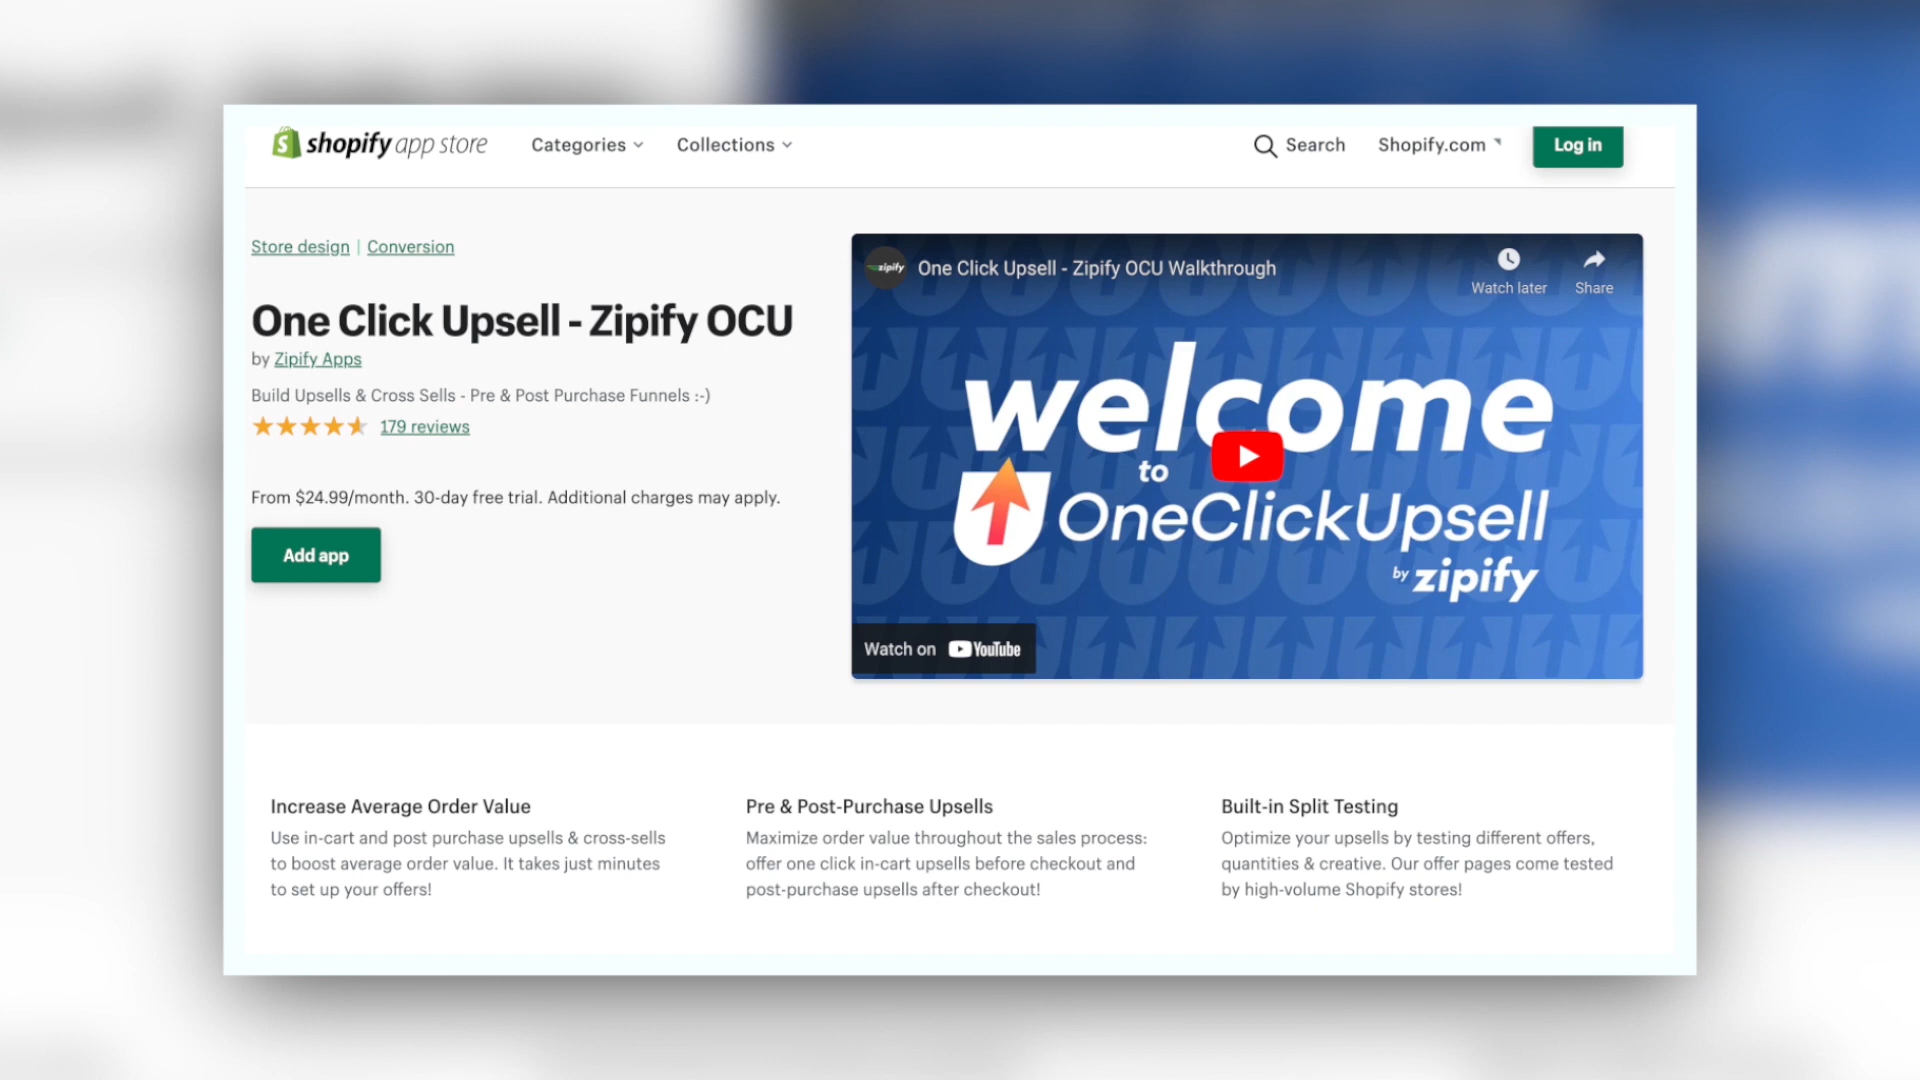 shopify app store
Categories
Collections
Search
Shopify.com
Log in
Store design | Conversion
One Click Upsell - Zipify OCU
by Zipify Apps
Build Upsells & Cross Sells - Pre & Post Purchase Funnels :-)
179 reviews
From $24.99/month. 30-day free trial. Additional charges may apply.
Add app
zipify
One Click Upsell - Zipify OCU Walkthrough
Watch later
Share
welcome
to
OneClickUpsell
by zipify
Watch on YouTube
Increase Average Order Value
Use in-cart and post purchase upsells & cross-sells
to boost average order value. It takes just minutes
to set up your offers!
Pre & Post-Purchase Upsells
Maximize order value throughout the sales process:
offer one click in-cart upsells before checkout and
post-purchase upsells after checkout!
Built-in Split Testing
Optimize your upsells by testing different offers,
quantities & creative. Our offer pages come tested
by high-volume Shopify stores!